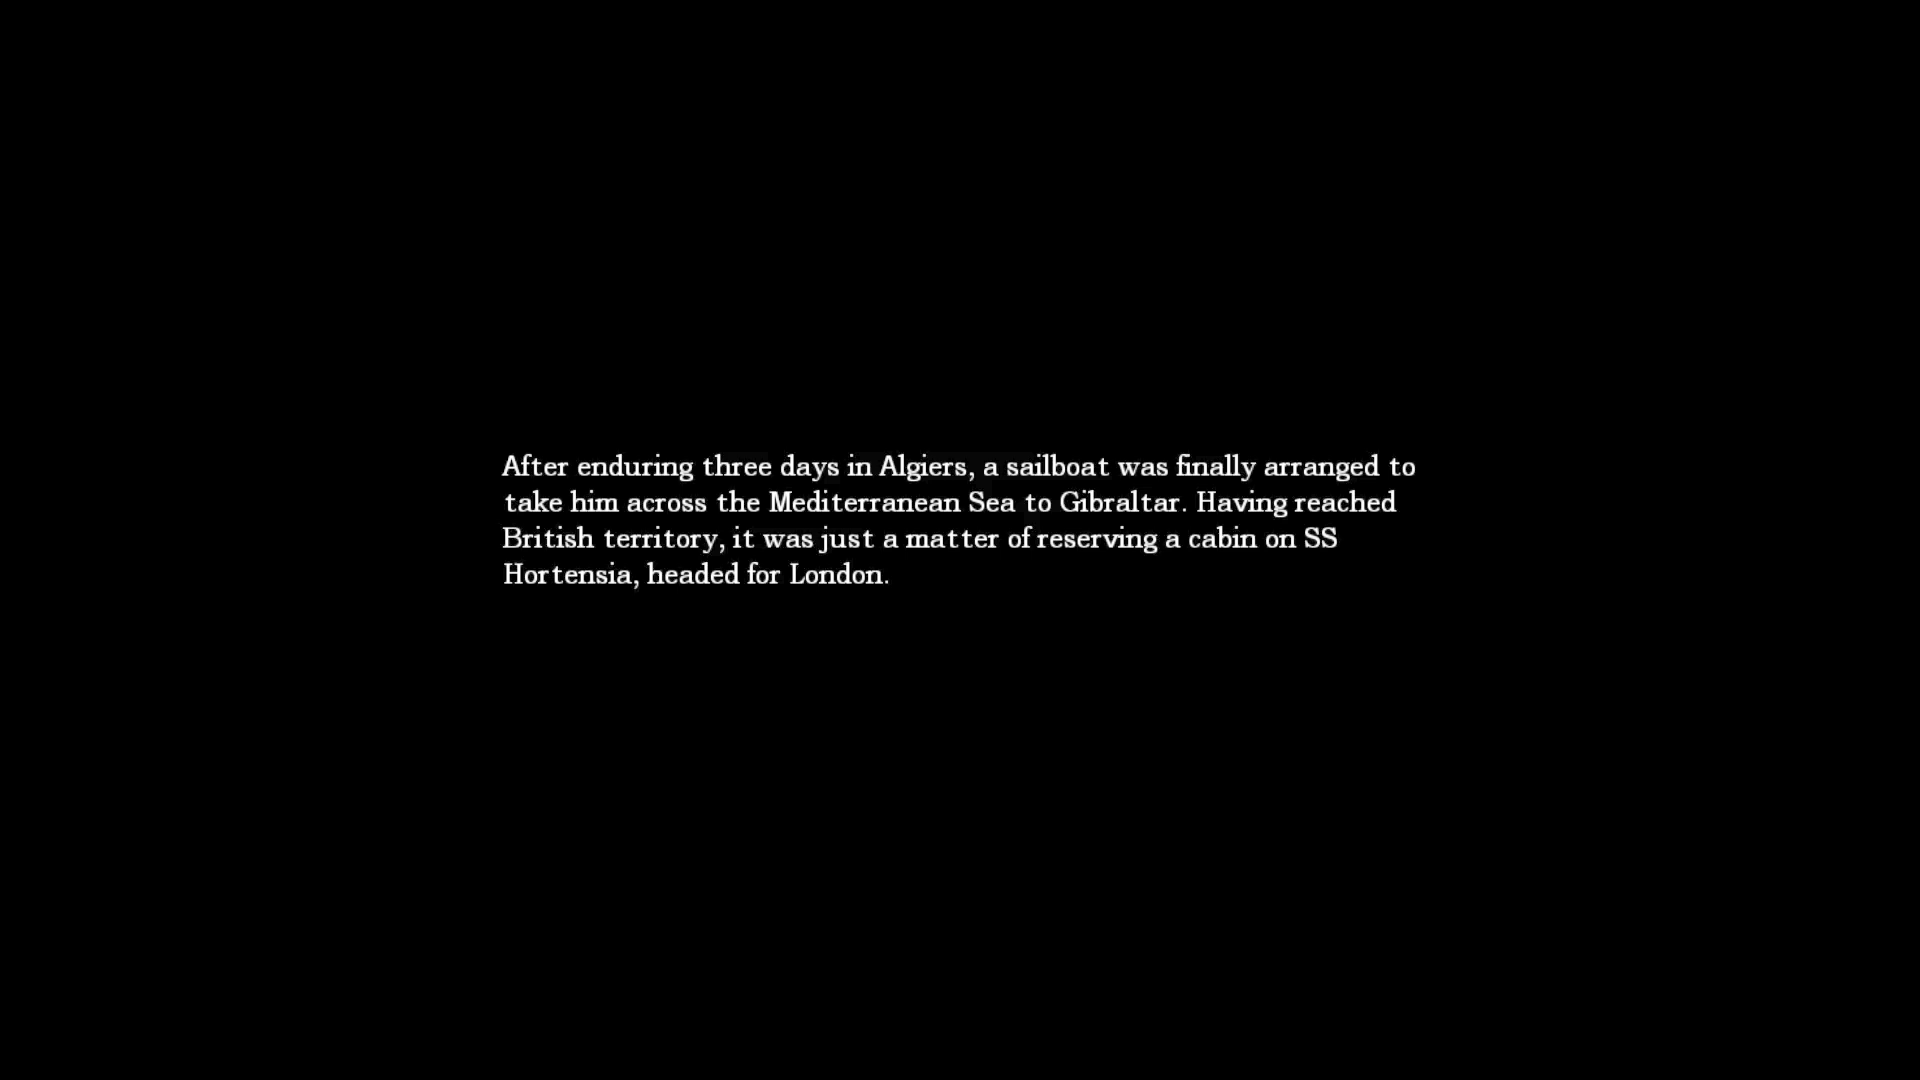 After enduring three days in Algiers, a sailboat was finally arranged to
take him across the Mediterranean Sea to Gibraltar. Having reached
British territory, it was just a matter of reserving a cabin on SS
Hortensia, headed for London.